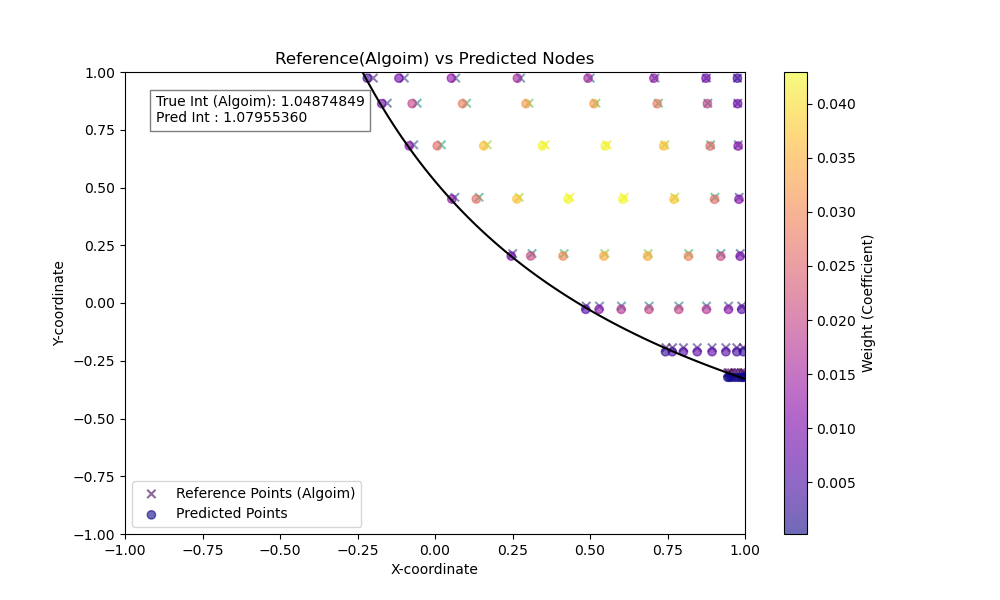 Reference(Algoim) vs Predicted Nodes
True Int (Algoim): 1.04874849
Pred Int : 1.07955360
1.00
0.75
0.50
0.25
0.00
−0.25
−0.50
−0.75
−1.00
Y-coordinate
Reference Points (Algoim)
Predicted Points
−1.00 −0.75 −0.50 −0.25 0.00 0.25 0.50 0.75 1.00
X-coordinate
0.040
0.035
0.030
0.025
0.020
0.015
0.010
0.005
Weight (Coefficient)